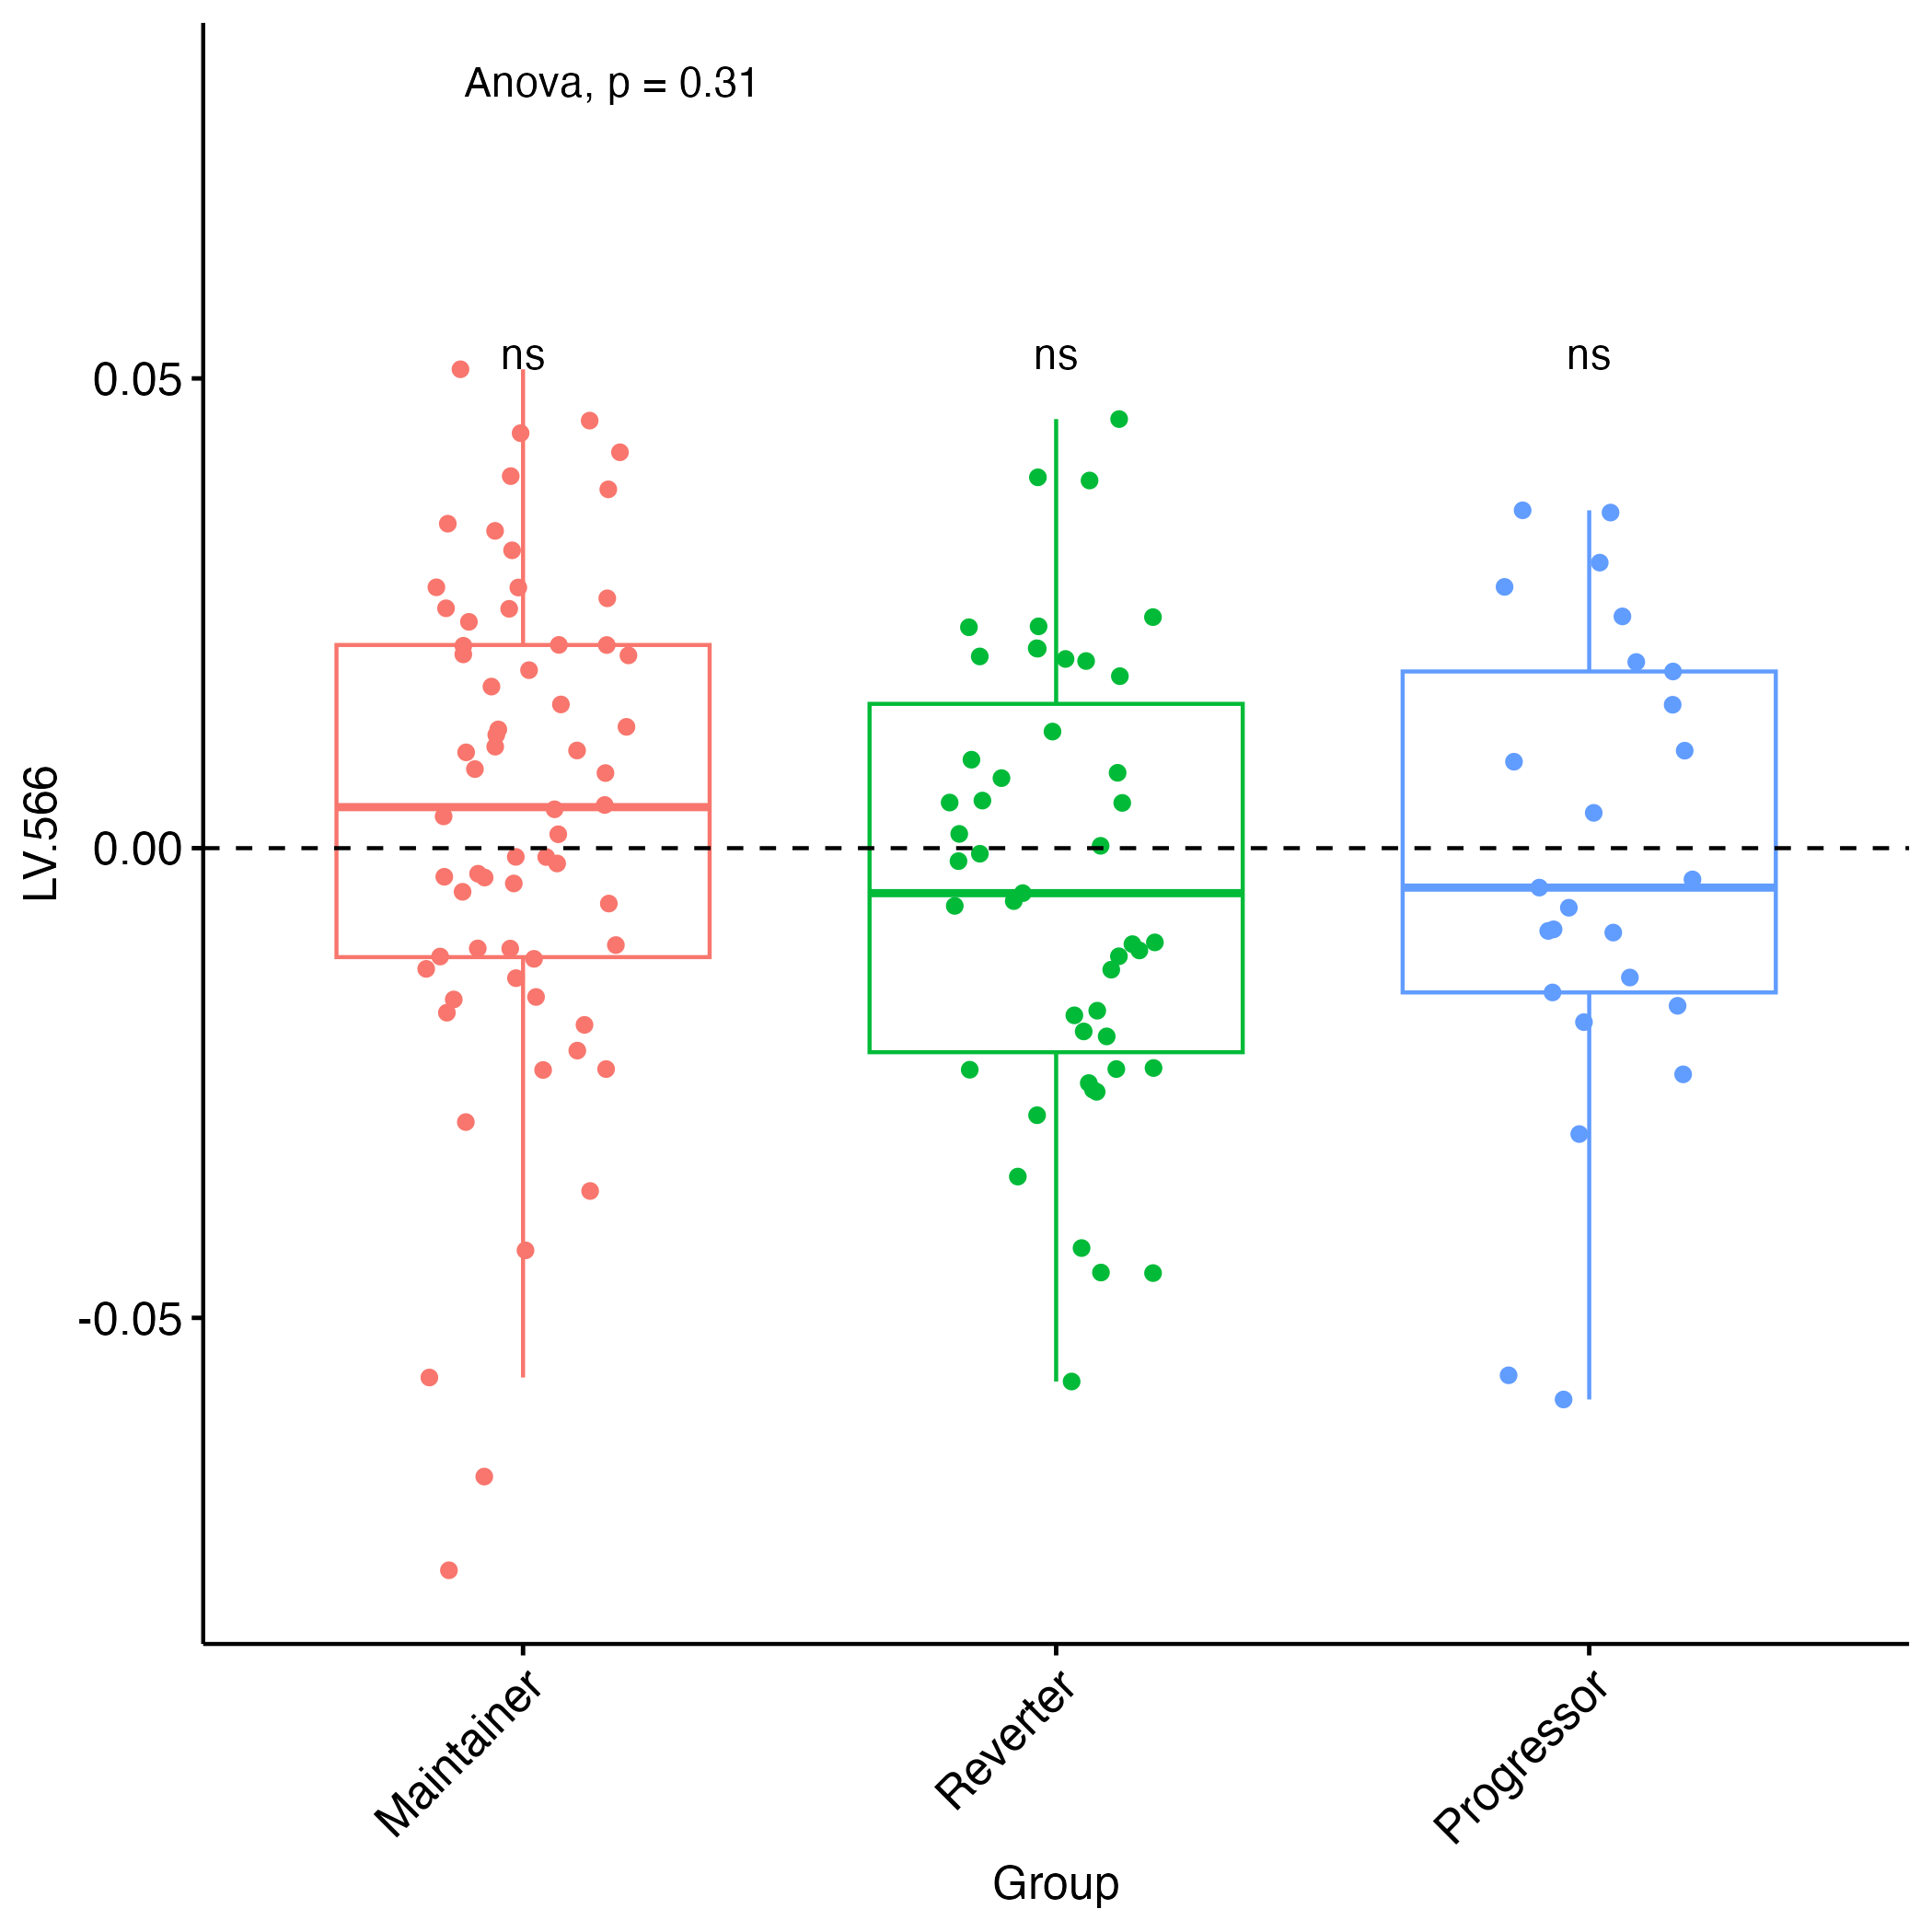 Anova, p = 0.31
ns ns ns
0.05
0.00
-0.05
LV.566
Maintainer Reverter Progressor
Group